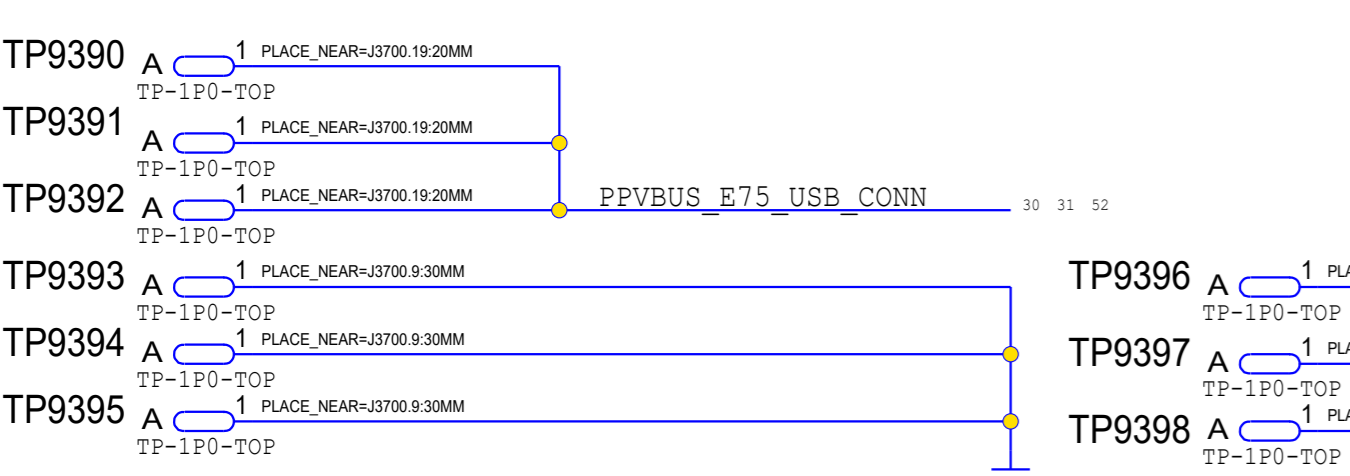 TP9390 A 1 PLACE_NEAR=J3700.19:20MM
TP-1P0-TOP
TP9391 A 1 PLACE_NEAR=J3700.19:20MM
TP-1P0-TOP
TP9392 A 1 PLACE_NEAR=J3700.19:20MM
PPVBUS_E75_USB_CONN 30 31 52
TP-1P0-TOP
TP9393 A 1 PLACE_NEAR=J3700.9:30MM
TP-1P0-TOP
TP9394 A 1 PLACE_NEAR=J3700.9:30MM
TP-1P0-TOP
TP9395 A 1 PLACE_NEAR=J3700.9:30MM
TP-1P0-TOP
TP9396 A 1 PLA
TP-1P0-TOP
TP9397 A 1 PLA
TP-1P0-TOP
TP9398 A 1 PLA
TP-1P0-TOP